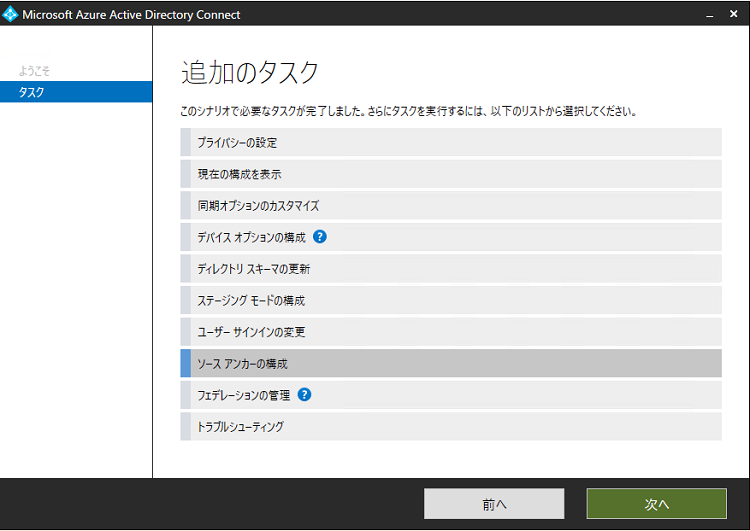 Microsoft Azure Active Directory Connect
ようこそ
タスク
追加のタスク
このシナリオで必要なタスクが完了しました。さらにタスクを実行するには、以下のリストから選択してください。
プライバシーの設定
現在の構成を表示
同期オプションのカスタマイズ
デバイス オプションの構成 ?
ディレクトリ スキーマの更新
ステージング モードの構成
ユーザー サインインの変更
ソース アンカーの構成
フェデレーションの管理 ?
トラブルシューティング
前へ
次へ